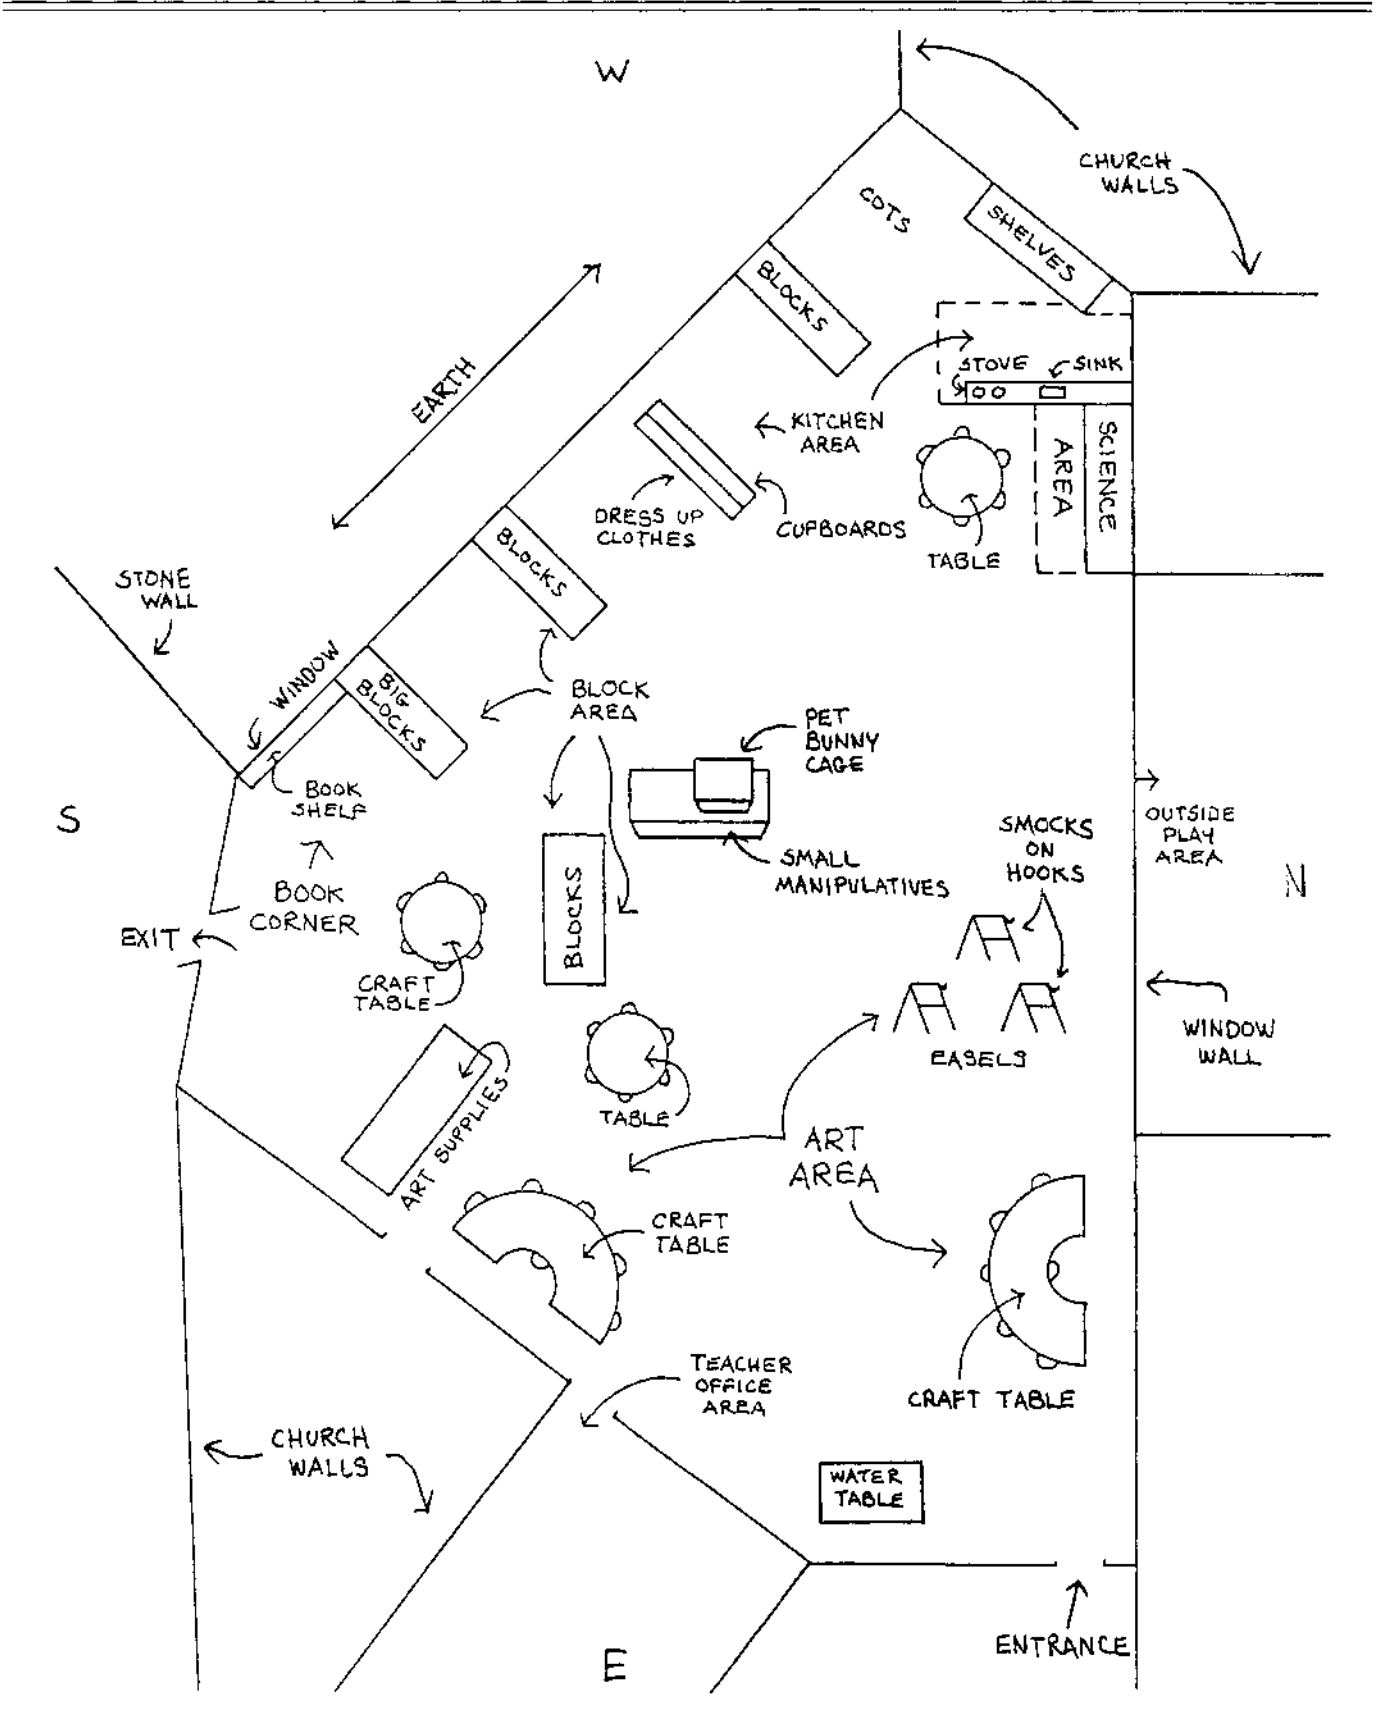 W
CHURCH
WALLS
COTS
SHELVES
BLOCKS
EARTH
STOVE
SINK
KITCHEN
AREA
SCIENCE
AREA
DRESS UP
CLOTHES
CUPBOARDS
TABLE
BLOCKS
STONE
WALL
WINDOW
BIG
BLOCKS
BLOCK
AREA
PET
BUNNY
CAGE
BOOK
SHELF
S
OUTSIDE
PLAY
AREA
SMOCKS
ON
HOOKS
SMALL
MANIPULATIVES
N
BOOK
CORNER
BLOCKS
EXIT
CRAFT
TABLE
WINDOW
WALL
EASELS
TABLE
ART SUPPLIES
ART
AREA
CRAFT
TABLE
TEACHER
OFFICE
AREA
CRAFT TABLE
CHURCH
WALLS
WATER
TABLE
ENTRANCE
E